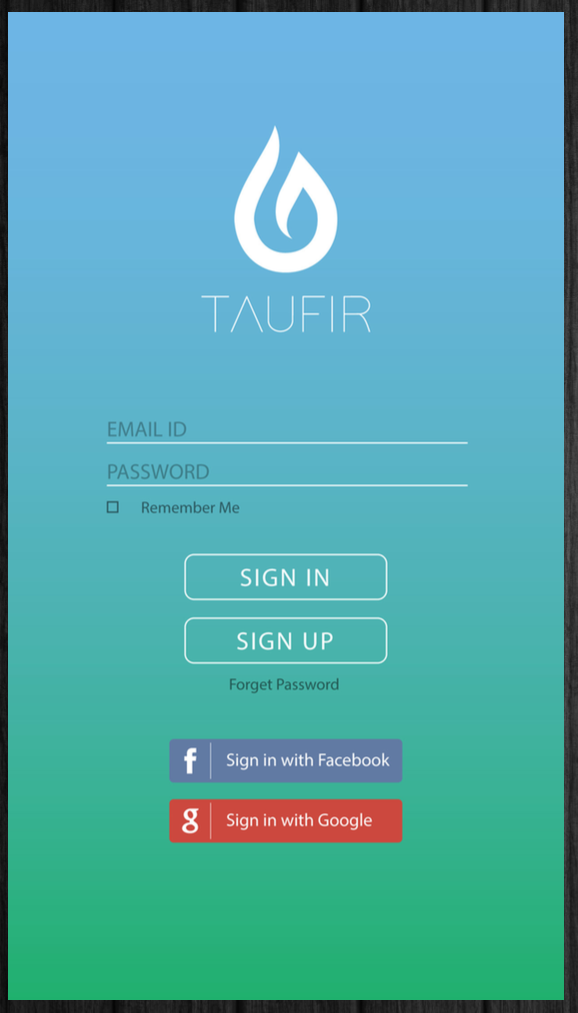 TAUFIR
EMAIL ID
PASSWORD
Remember Me
SIGN IN
SIGN UP
Forget Password
f Sign in with Facebook
g Sign in with Google